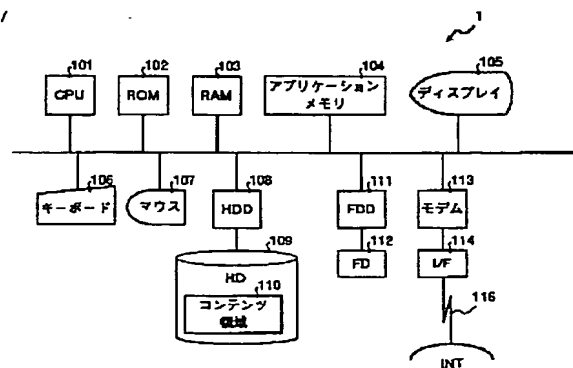 1
101
CPU
102
ROM
103
RAM
104
アプリケーション
メモリ
105
ディスプレイ
106
キーボード
107
マウス
108
HDD
109
HD
110
コンテンツ
領域
111
FDD
112
FD
113
モデム
114
I/F
116
INT